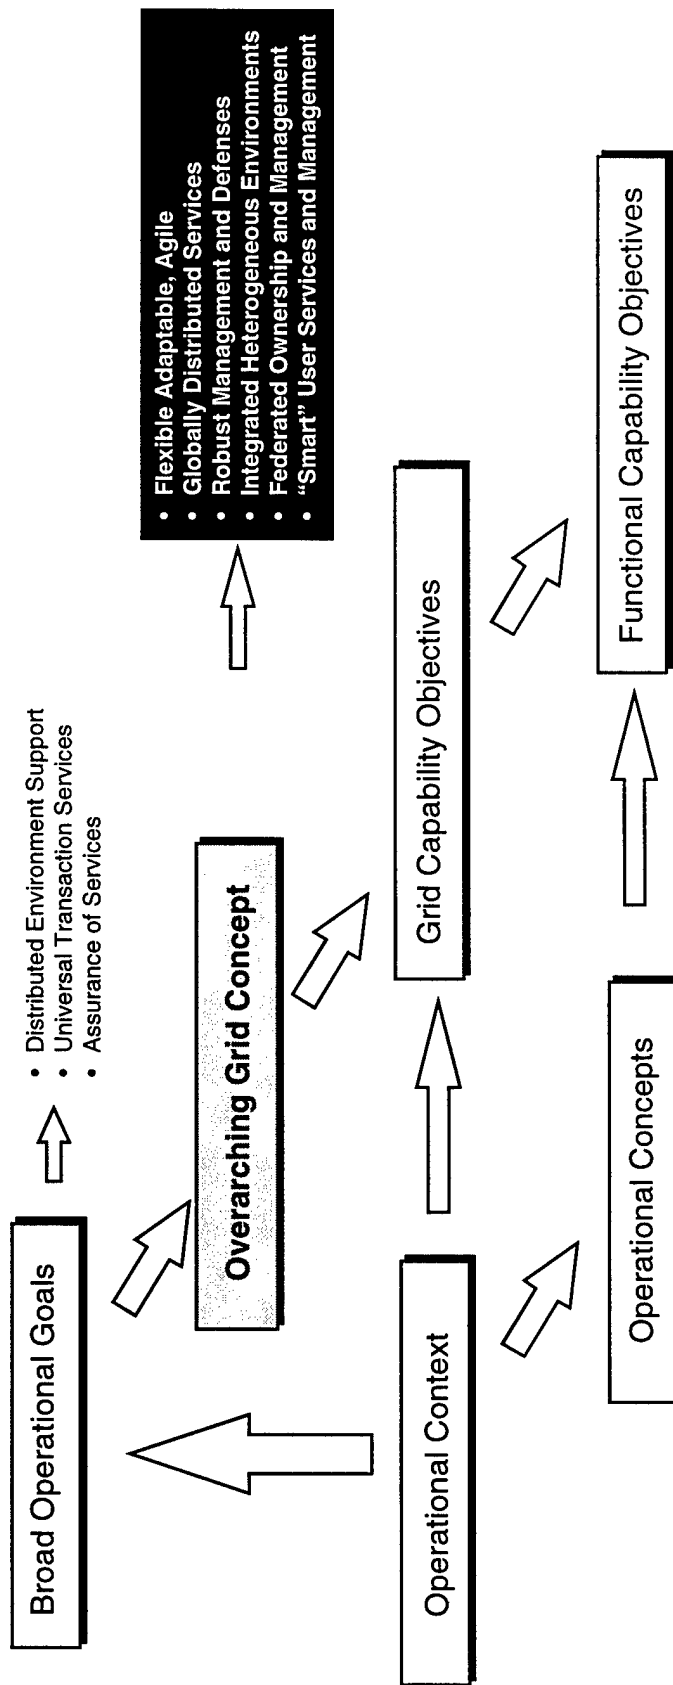 Broad Operational Goals
• Distributed Environment Support
• Universal Transaction Services
• Assurance of Services
Overarching Grid Concept
• Flexible Adaptable, Agile
• Globally Distributed Services
• Robust Management and Defenses
• Integrated Heterogeneous Environments
• Federated Ownership and Management
• “Smart” User Services and Management
Operational Context
Grid Capability Objectives
Operational Concepts
Functional Capability Objectives